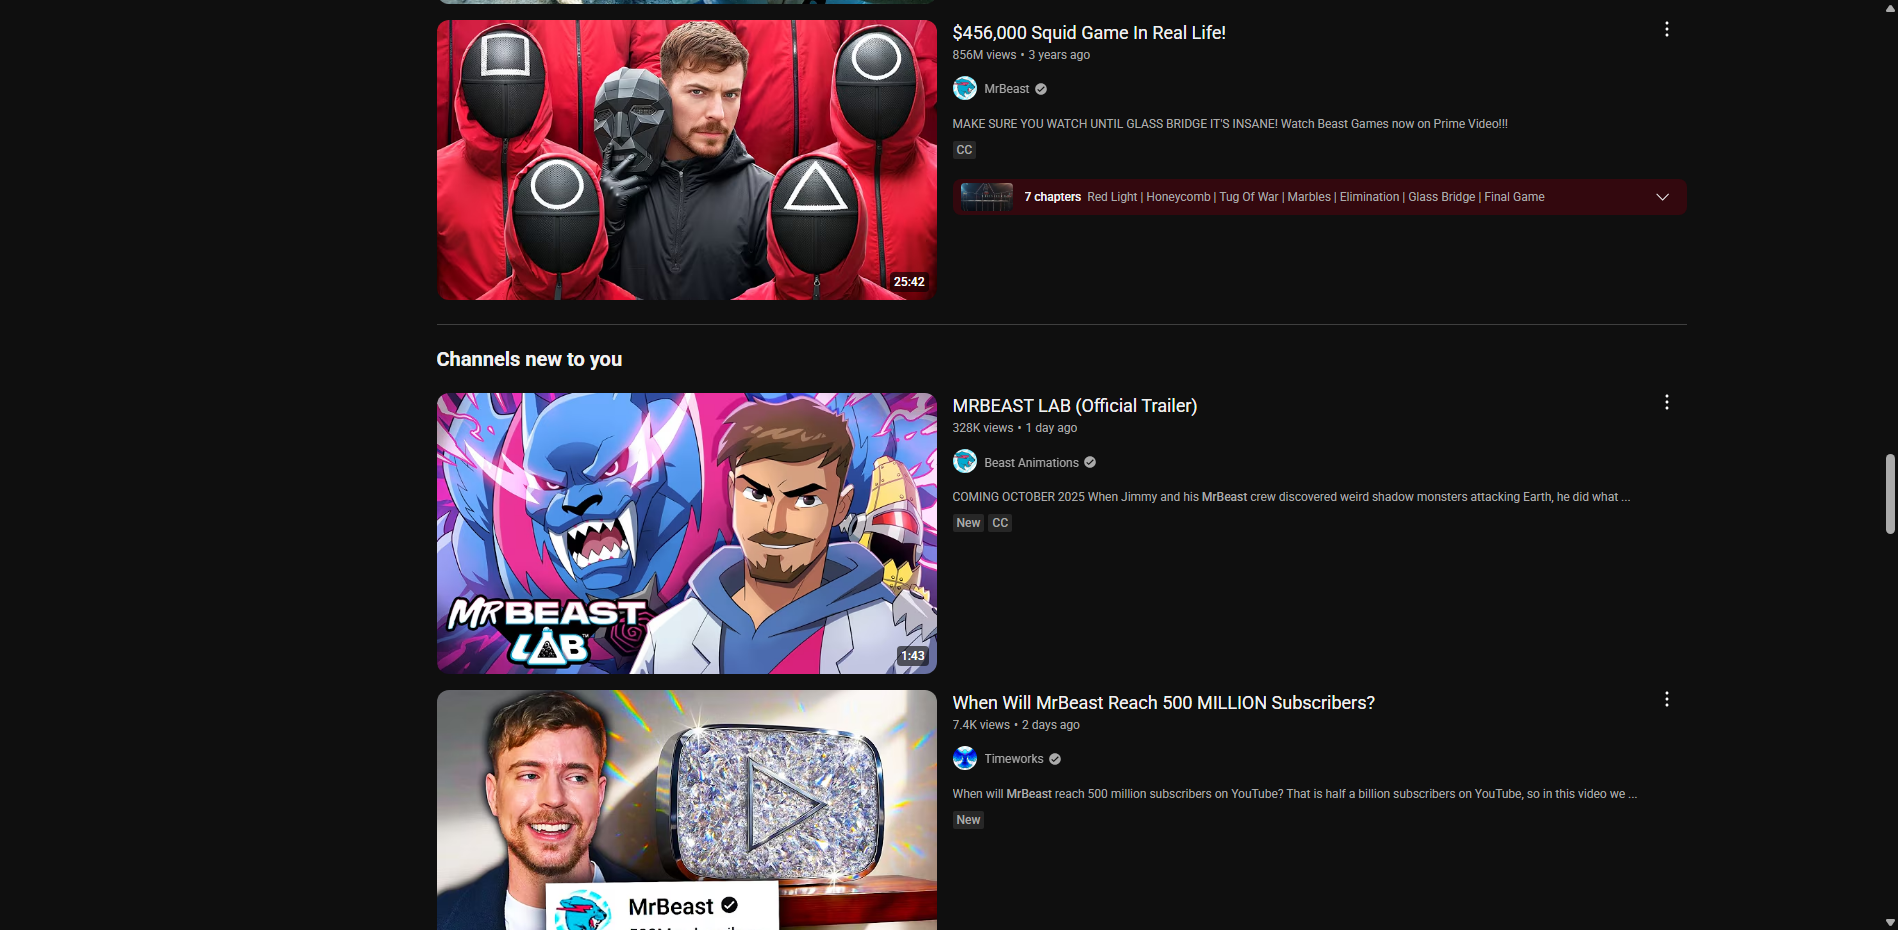 $456,000 Squid Game In Real Life!
856M views • 3 years ago
MrBeast
MAKE SURE YOU WATCH UNTIL GLASS BRIDGE IT'S INSANE! Watch Beast Games now on Prime Video!!!
CC
7 chapters Red Light | Honeycomb | Tug Of War | Marbles | Elimination | Glass Bridge | Final Game
25:42
Channels new to you
MRBEAST LAB (Official Trailer)
328K views • 1 day ago
Beast Animations
COMING OCTOBER 2025 When Jimmy and his MrBeast crew discovered weird shadow monsters attacking Earth, he did what ...
New CC
MRBEAST
LAB™
1:43
When Will MrBeast Reach 500 MILLION Subscribers?
7.4K views • 2 days ago
Timeworks
When will MrBeast reach 500 million subscribers on YouTube? That is half a billion subscribers on YouTube, so in this video we ...
New
MrBeast